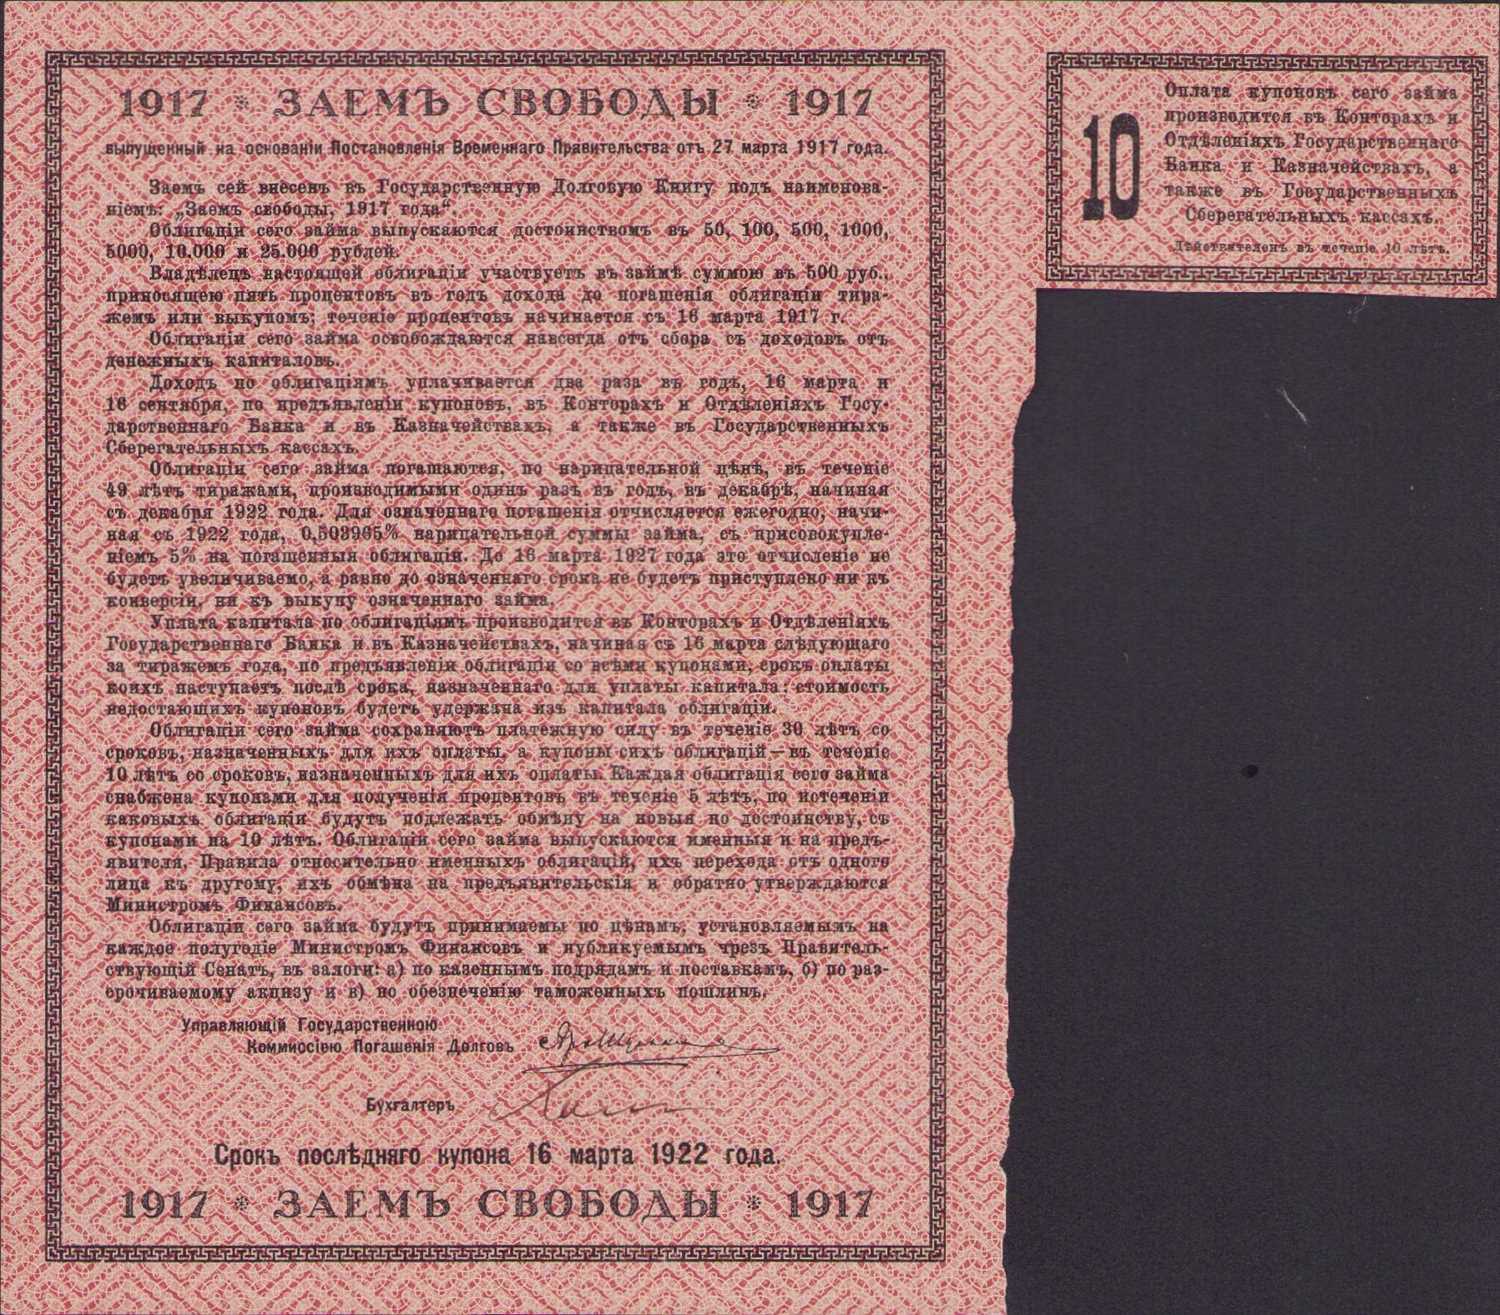 1917 * ЗАЕМЪ СВОБОДЫ * 1917
выпущенный на основаніи Постановленія Временнаго Правительства отъ 27 марта 1917 года.
Заемъ сей внесенъ въ Государственную Долговую Книгу подъ наименова-
ніемъ: „Заемъ свободы, 1917 года“.
Облигаціи сего займа выпускаются достоинствомъ въ 50, 100, 500, 1000,
5000, 10.000 и 25.000 рублей.
Владѣлецъ настоящей облигаціи участвуетъ въ займѣ суммою въ 500 руб.,
приносящею пять процентовъ въ годъ дохода до погашенія облигаціи тира-
жемъ или выкупомъ; теченіе процентовъ начинается съ 16 марта 1917 г.
Облигаціи сего займа освобождаются навсегда отъ сбора съ доходовъ отъ
денежныхъ капиталовъ.
Доходъ по облигаціямъ уплачивается два раза въ годъ, 16 марта и
16 сентября, по предъявленіи купоновъ, въ Конторахъ и Отдѣленіяхъ Госу-
дарственнаго Банка и въ Казначействахъ, а также въ Государственныхъ
Сберегательныхъ кассахъ.
Облигаціи сего займа погашаются, по нарицательной цѣнѣ, въ теченіе
49 лѣтъ тиражами, производимыми одинъ разъ въ годъ, въ декабрѣ, начиная
съ декабря 1922 года. Для означеннаго погашенія отчисляется ежегодно, начи-
ная съ 1922 года, 0,503965% нарицательной суммы займа, съ присовокупле-
ніемъ 5% на погашенныя облигаціи. До 16 марта 1927 года это отчисленіе не
будетъ увеличиваемо, а равно до означеннаго срока не будетъ приступлено ни къ
конверсіи, ни къ выкупу означеннаго займа.
Уплата капитала по облигаціямъ производится въ Конторахъ и Отдѣленіяхъ
Государственнаго Банка и въ Казначействахъ, начиная съ 16 марта слѣдующаго
за тиражемъ года, по предъявленіи облигаціи со всѣми купонами, срокъ оплаты
коихъ наступаетъ послѣ срока, назначеннаго для уплаты капитала; стоимость
недостающихъ купоновъ будетъ удержана изъ капитала облигаціи.
Облигаціи сего займа сохраняютъ платежную силу въ теченіе 30 лѣтъ со
сроковъ, назначенныхъ для ихъ оплаты, а купоны сихъ облигацій—въ теченіе
10 лѣтъ со сроковъ, назначенныхъ для ихъ оплаты. Каждая облигація сего займа
снабжена купонами для полученія процентовъ въ теченіе 5 лѣтъ, по истеченіи
каковыхъ облигаціи будутъ подлежать обмѣну на новыя по достоинству, съ
купонами на 10 лѣтъ. Облигаціи сего займа выпускаются именныя и на предъ-
явителя. Правила относительно именныхъ облигацій, ихъ перехода отъ одного
лица къ другому, ихъ обмѣна на предъявительскія и обратно утверждаются
Министромъ Финансовъ.
Облигаціи сего займа будутъ принимаемы по цѣнамъ, установляемымъ на
каждое полугодіе Министромъ Финансовъ и публикуемымъ чрезъ Правитель-
ствующій Сенатъ, въ залоги: а) по казеннымъ подрядамъ и поставкамъ, б) по раз-
срочиваемому акцизу и в) по обезпеченію таможенныхъ пошлинъ.
Управляющій Государственною
Коммиссіею Погашенія Долговъ
Бухгалтеръ
Срокъ послѣдняго купона 16 марта 1922 года.
1917 * ЗАЕМЪ СВОБОДЫ * 1917
10
Оплата купоновъ сего займа
производится въ Конторахъ и
Отдѣленіяхъ Государственнаго
Банка и Казначействахъ, а
также въ Государственныхъ
Сберегательныхъ кассахъ.
Дѣйствителенъ въ теченіе 10 лѣтъ.